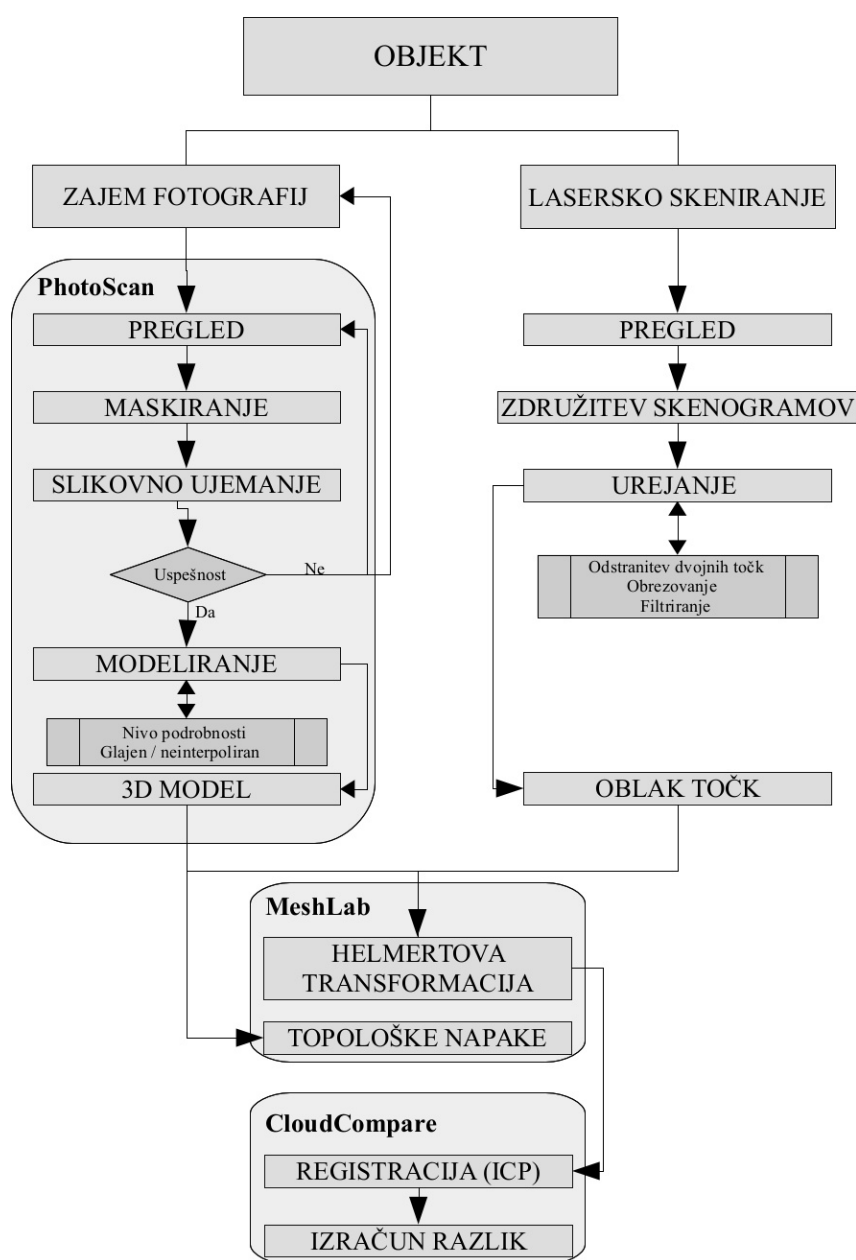 OBJEKT
ZAJEM FOTOGRAFIJ
LASERSKO SKENIRANJE
PhotoScan
PREGLED
MASKIRANJE
SLIKOVNO UJEMANJE
Uspešnost
Ne
Da
MODELIRANJE
Nivo podrobnosti
Glajen / neinterpoliran
3D MODEL
PREGLED
ZDRUŽITEV SKENOGRAMOV
UREJANJE
Odstranitev dvojnih točk
Obrezovanje
Filtriranje
OBLAK TOČK
MeshLab
HELMERTOVA
TRANSFORMACIJA
TOPOLOŠKE NAPAKE
CloudCompare
REGISTRACIJA (ICP)
IZRAČUN RAZLIK